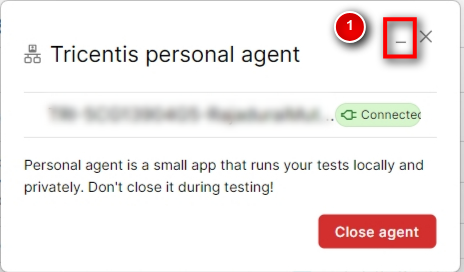 1
Tricentis personal agent
Connected
Personal agent is a small app that runs your tests locally and
privately. Don't close it during testing!
Close agent